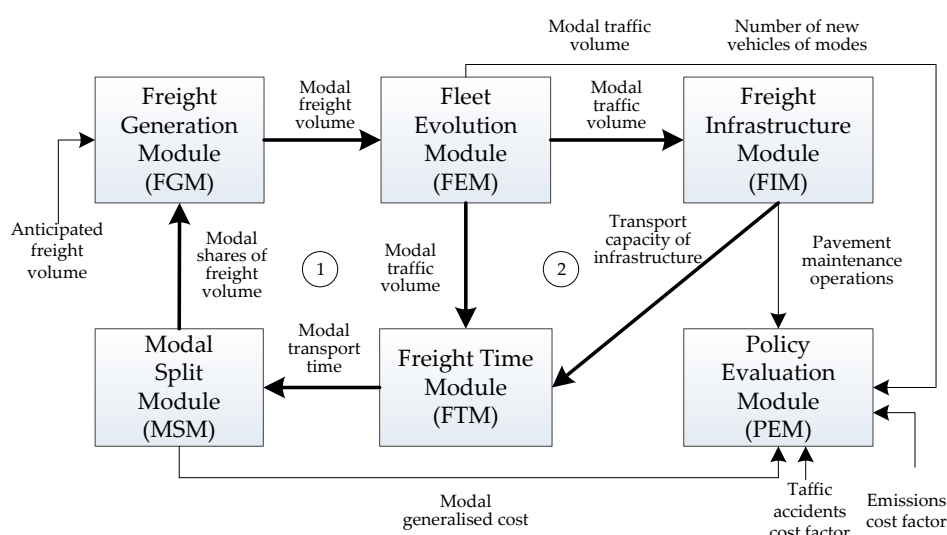 Modal traffic
volume
Number of new
vehicles of modes
Freight
Generation
Module
(FGM)
Modal
freight
volume
Fleet
Evolution
Module
(FEM)
Modal
traffic
volume
Freight
Infrastructure
Module
(FIM)
Anticipated
freight
volume
Modal
shares of
freight
volume
1
Modal
traffic
volume
2
Transport
capacity of
infrastructure
Pavement
maintenance
operations
Modal
Split
Module
(MSM)
Modal
transport
time
Freight Time
Module
(FTM)
Policy
Evaluation
Module
(PEM)
Modal
generalised cost
Taffic
accidents
cost factor
Emissions
cost factor